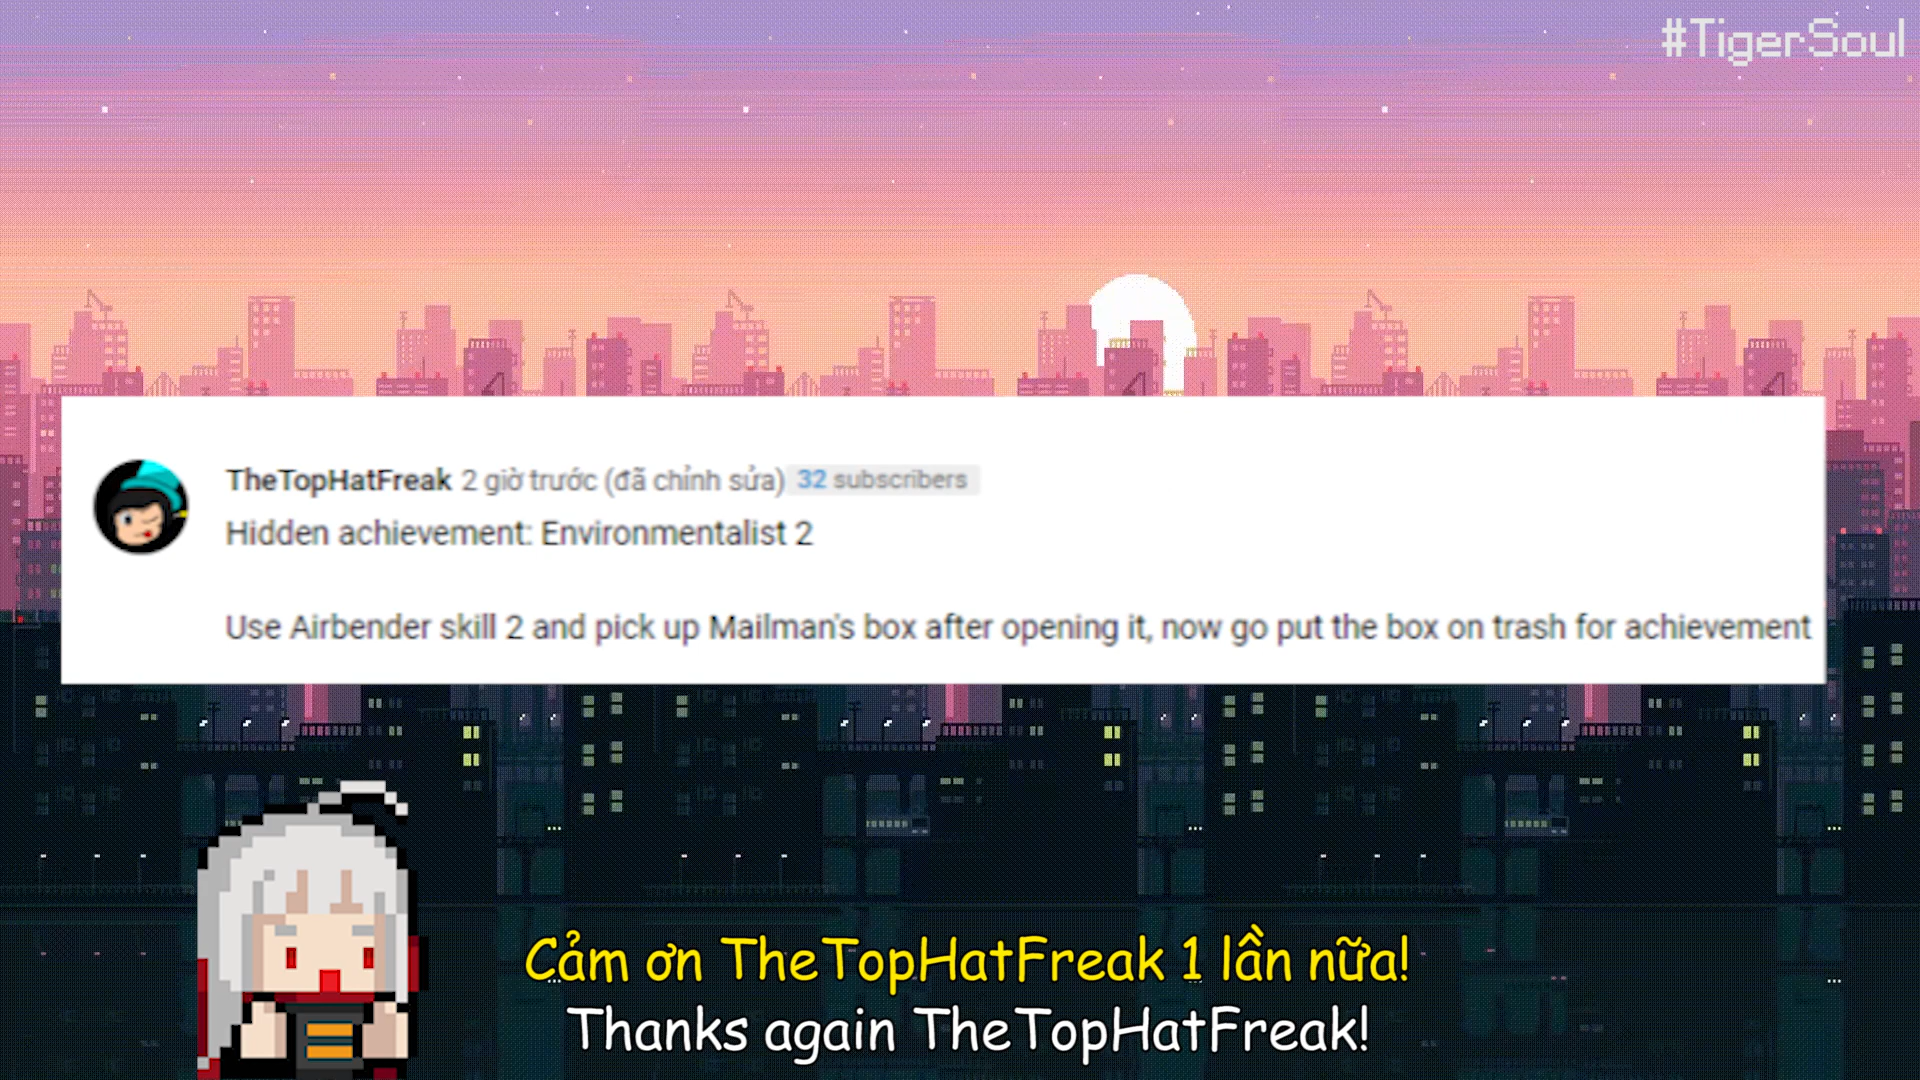 #TigerSoul
TheTopHatFreak 2 giờ trước (đã chỉnh sửa) 32 subscribers
Hidden achievement: Environmentalist 2
Use Airbender skill 2 and pick up Mailman's box after opening it, now go put the box on trash for achievement
Cảm ơn TheTopHatFreak 1 lần nữa!
Thanks again TheTopHatFreak!